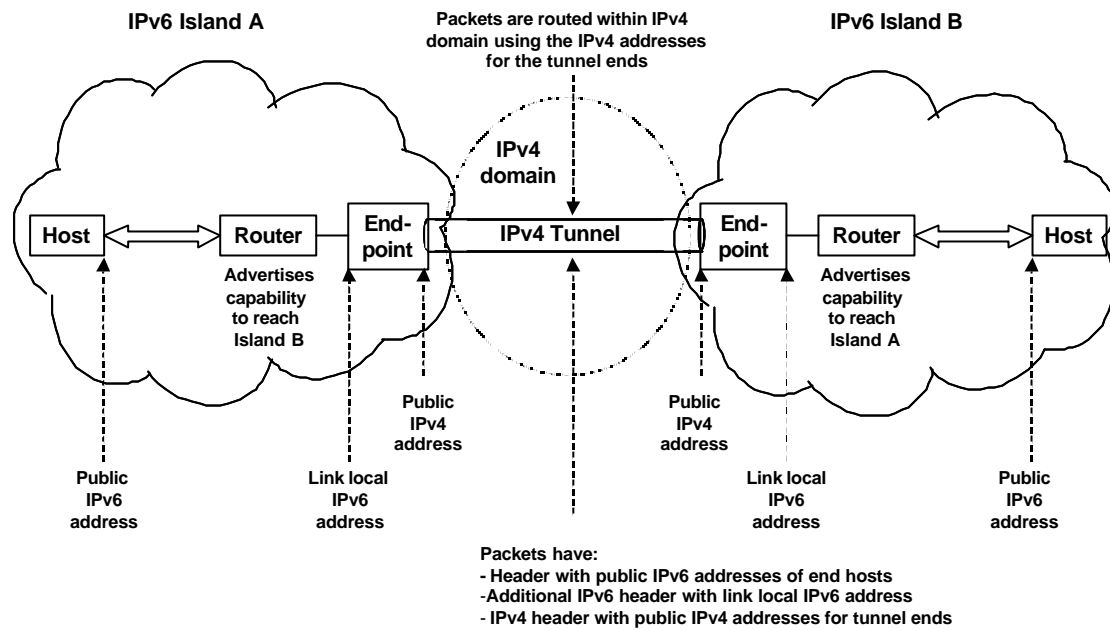 IPv6 Island A
Packets are routed within IPv4
domain using the IPv4 addresses
for the tunnel ends
IPv6 Island B
IPv4
domain
Host
Router
End-
point
IPv4 Tunnel
End-
point
Router
Host
Advertises
capability
to reach
Island B
Advertises
capability
to reach
Island A
Public
IPv4
address
Public
IPv4
address
Public
IPv6
address
Link local
IPv6
address
Link local
IPv6
address
Public
IPv6
address
Packets have:
- Header with public IPv6 addresses of end hosts
-Additional IPv6 header with link local IPv6 address
- IPv4 header with public IPv4 addresses for tunnel ends